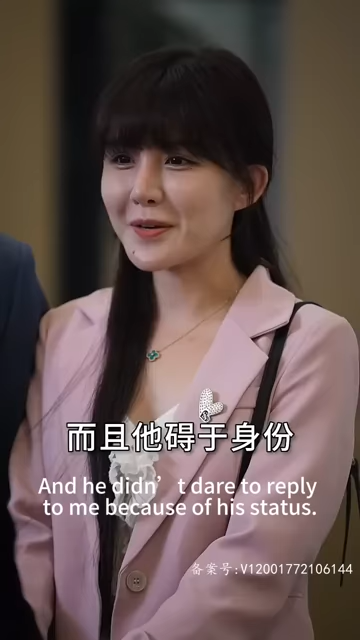 而且他碍于身份
And he didn’t dare to reply
to me because of his status.
备案号:V12001772106144